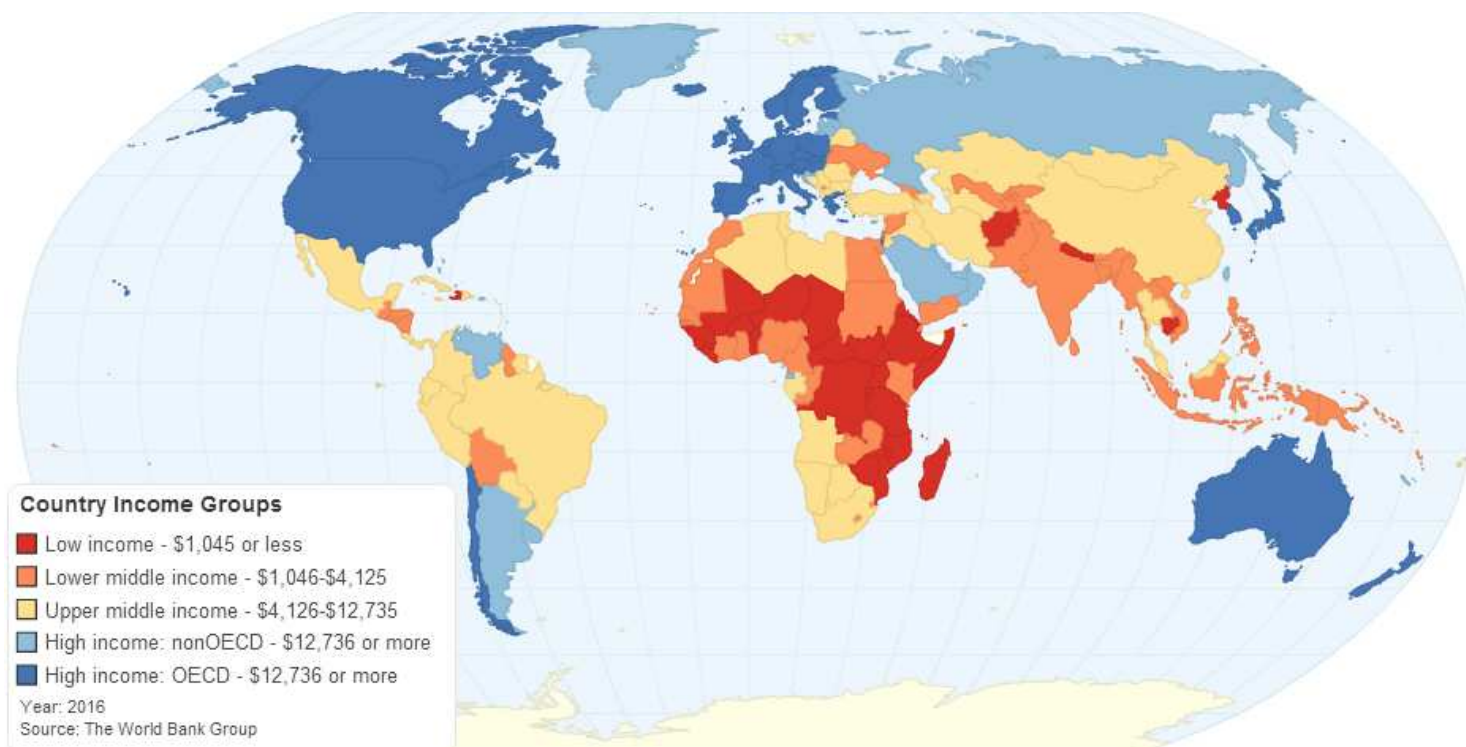 Country Income Groups
Low income - $1,045 or less
Lower middle income - $1,046-$4,125
Upper middle income - $4,126-$12,735
High income: nonOECD - $12,736 or more
High income: OECD - $12,736 or more
Year: 2016
Source: The World Bank Group